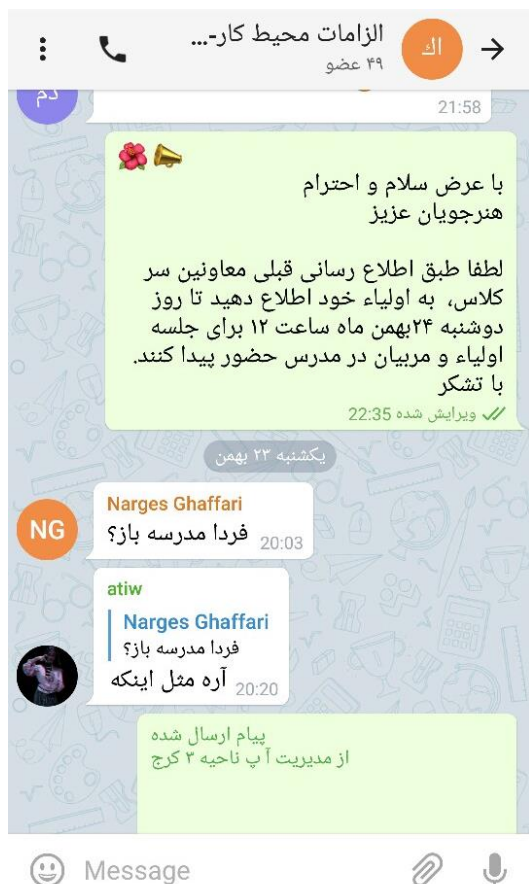 الزامات محیط کار-...
۴۹ عضو
اك
دم
21:58
با عرض سلام و احترام
هنرجویان عزیز
لطفا طبق اطلاع رسانی قبلی معاونین سر
کلاس، به اولیاء خود اطلاع دهید تا روز
دوشنبه ۲۴بهمن ماه ساعت ۱۲ برای جلسه
اولیاء و مربیان در مدرس حضور پیدا کنند.
با تشکر
ویرایش شده 22:35
یکشنبه ۲۳ بهمن
NG
Narges Ghaffari
فردا مدرسه باز؟
20:03
atiw
Narges Ghaffari
فردا مدرسه باز؟
آره مثل اینکه
20:20
پیام ارسال شده
از مدیریت آ پ ناحیه ۳ کرج
Message